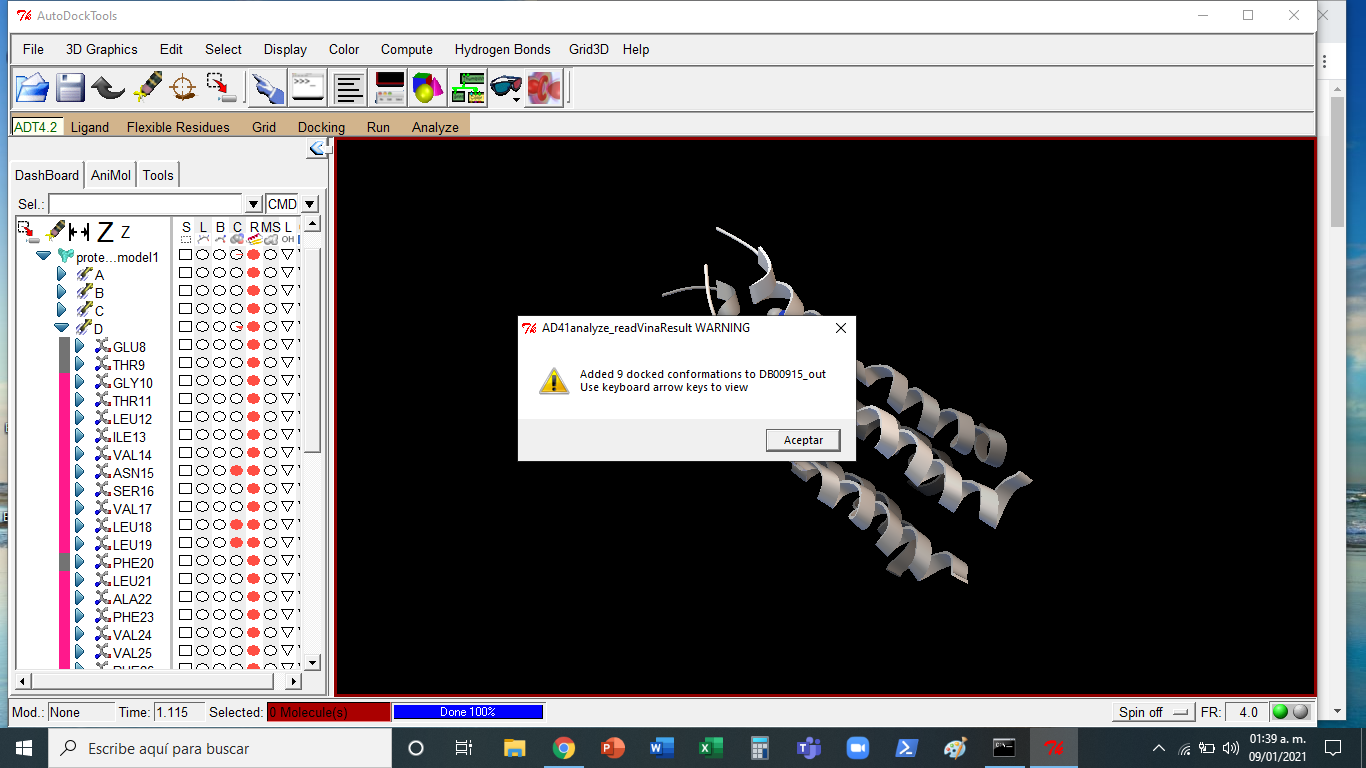 AutoDockTools
File 3D Graphics Edit Select Display Color Compute Hydrogen Bonds Grid3D Help
>>>
ADT4.2 Ligand Flexible Residues Grid Docking Run Analyze
DashBoard AniMol Tools
Sel.: CMD
Z Z S L B C R MS L
OH
prote...model1
A
B
C
D
GLU8
THR9
GLY10
THR11
LEU12
ILE13
VAL14
ASN15
SER16
VAL17
LEU18
LEU19
PHE20
LEU21
ALA22
PHE23
VAL24
VAL25
AD41analyze_readVinaResult WARNING
Added 9 docked conformations to DB00915_out
Use keyboard arrow keys to view
Aceptar
Mod.: None Time: 1.115 Selected: 0 Molecule(s) Done 100% Spin off FR: 4.0
Escribe aquí para buscar
01:39 a. m.
09/01/2021